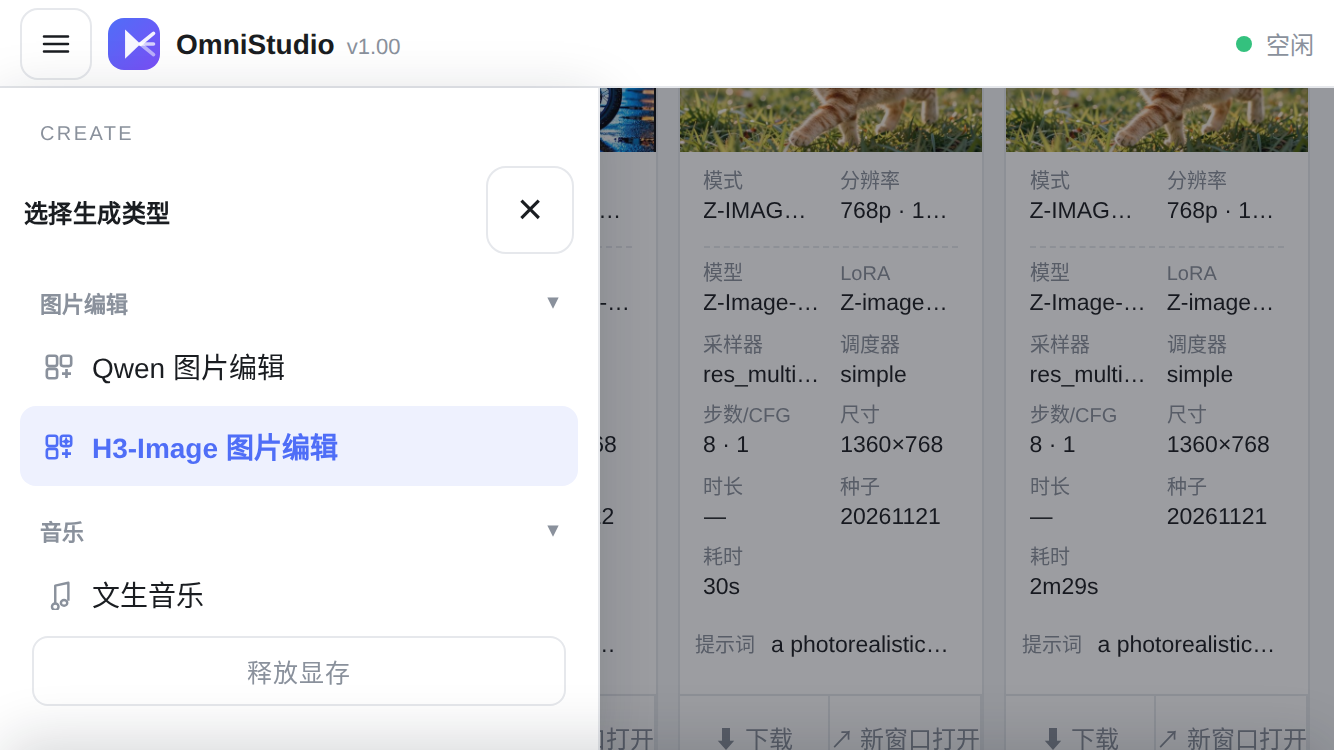 OmniStudio v1.00
空闲
CREATE
选择生成类型
图片编辑
Qwen 图片编辑
H3-Image 图片编辑
音乐
文生音乐
释放显存
模式 分辨率
Z-IMAG… 768p · 1…
模型 LoRA
Z-Image-… Z-image…
采样器 调度器
res_multi… simple
步数/CFG 尺寸
8 · 1 1360×768
时长 种子
— 20261121
耗时
30s
提示词 a photorealistic…
下载 新窗口打开
模式 分辨率
Z-IMAG… 768p · 1…
模型 LoRA
Z-Image-… Z-image…
采样器 调度器
res_multi… simple
步数/CFG 尺寸
8 · 1 1360×768
时长 种子
— 20261121
耗时
2m29s
提示词 a photorealistic…
下载 新窗口打开